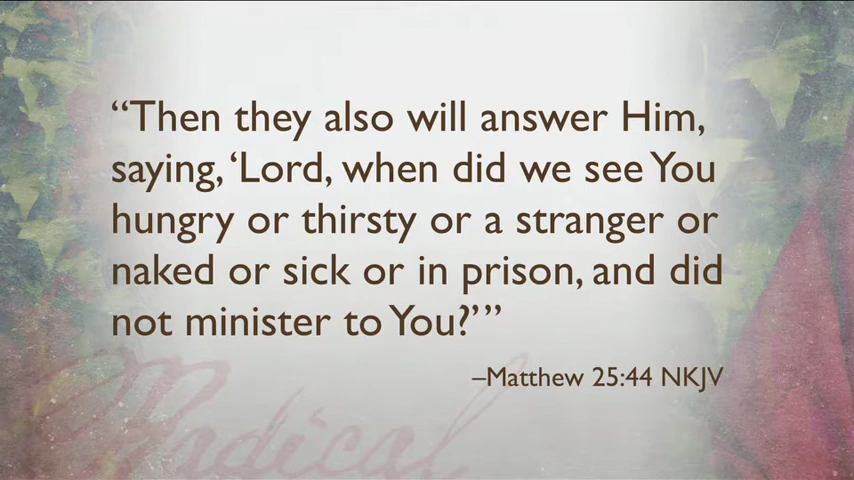 “Then they also will answer Him,
saying, ‘Lord, when did we see You
hungry or thirsty or a stranger or
naked or sick or in prison, and did
not minister to You?’”
–Matthew 25:44 NKJV
Radical